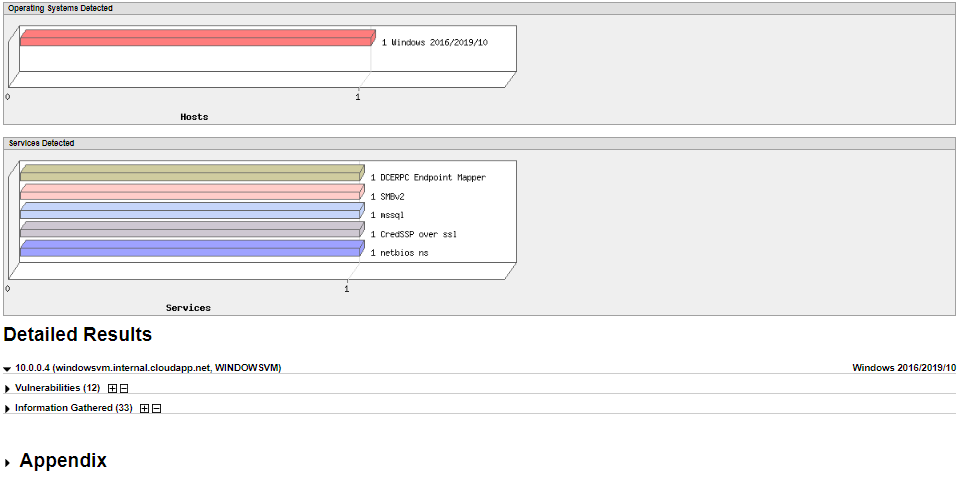 Operating Systems Detected
1 Windows 2016/2019/10
0 1
Hosts
Services Detected
1 DCERPC Endpoint Mapper
1 SMBv2
1 mssql
1 CredSSP over ssl
1 netbios ns
0 1
Services
Detailed Results
10.0.0.4 (windowsvm.internal.cloudapp.net, WINDOWSVM) Windows 2016/2019/10
Vulnerabilities (12)
Information Gathered (33)
Appendix